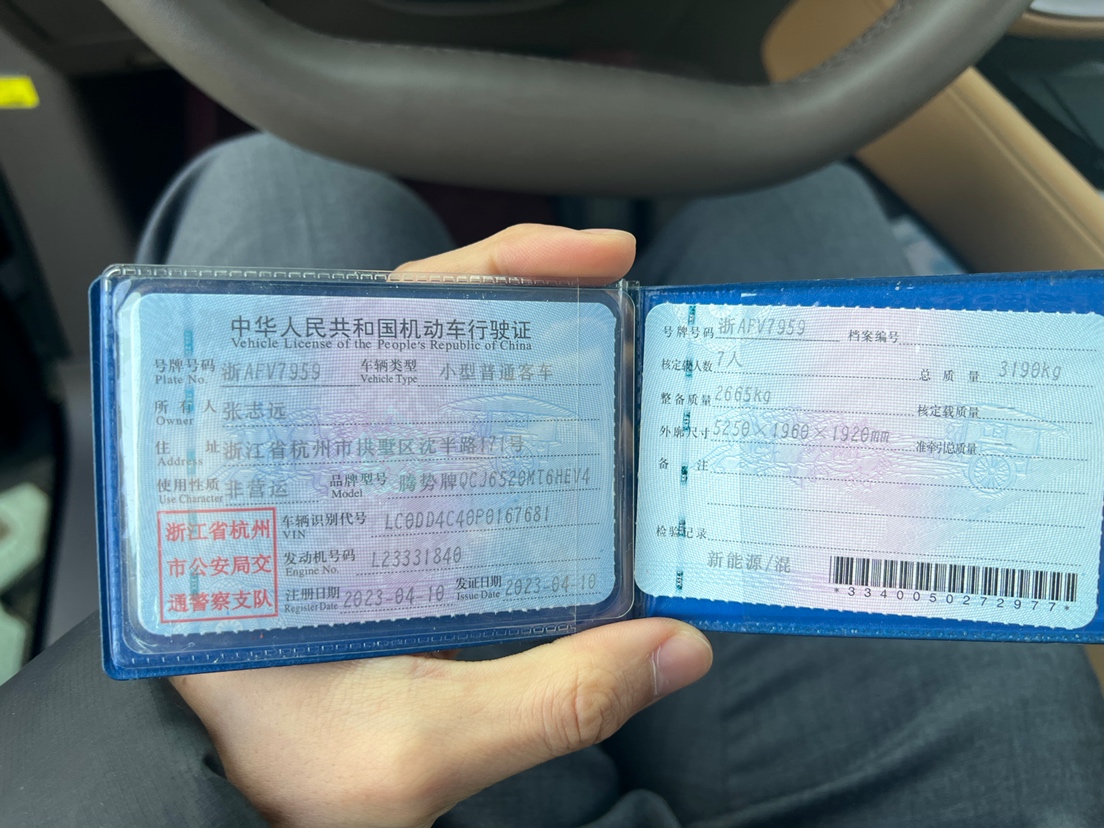 中华人民共和国机动车行驶证
Vehicle License of the People's Republic of China
号牌号码 浙AFV7959 车辆类型 小型普通客车
Plate No. Vehicle Type
所有人 张志远
Owner
住址 浙江省杭州市拱墅区沈半路171号
Address
使用性质 非营运 品牌型号 腾势牌QCJ6520MT6HEV4
Use Character Model
浙江省杭州
市公安局交
通警察支队
车辆识别代号 LC0DD4C40P0167681
VIN
发动机号码 L23331840
Engine No.
注册日期 2023-04-10 发证日期 2023-04-10
Register Date Issue Date
号牌号码 浙AFV7959 档案编号
核定载人数 7人 总质量 3190kg
整备质量 2665kg 核定载质量
外廓尺寸 5250×1960×1920mm 准牵引总质量
备注
检验记录
新能源/混
*3340050272977*